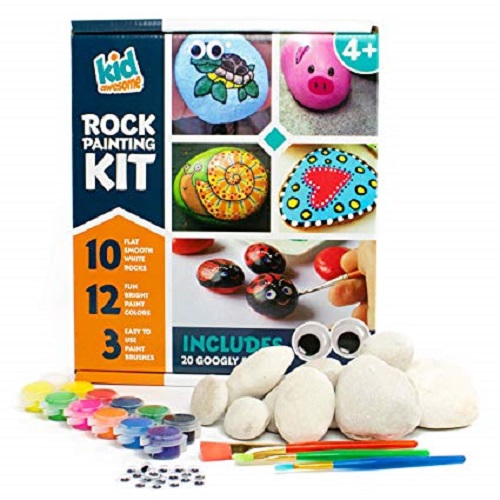 kid
awesome
4+
ROCK
PAINTING
KIT
10 FLAT
SMOOTH
WHITE
ROCKS
12 FUN
BRIGHT
PAINT
COLORS
3 EASY TO
USE
PAINT
BRUSHES
INCLUDES
20 GOOGLY